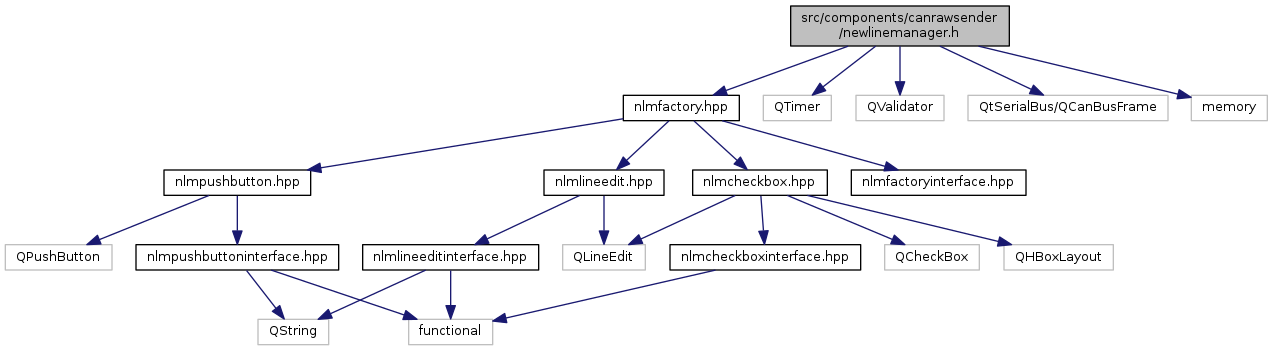 src/components/canrawsender
/newlinemanager.h
nlmfactory.hpp
QTimer
QValidator
QtSerialBus/QCanBusFrame
memory
nlmpushbutton.hpp
nlmlineedit.hpp
nlmcheckbox.hpp
nlmfactoryinterface.hpp
QPushButton
nlmpushbuttoninterface.hpp
nlmlineeditinterface.hpp
QLineEdit
nlmcheckboxinterface.hpp
QCheckBox
QHBoxLayout
QString
functional